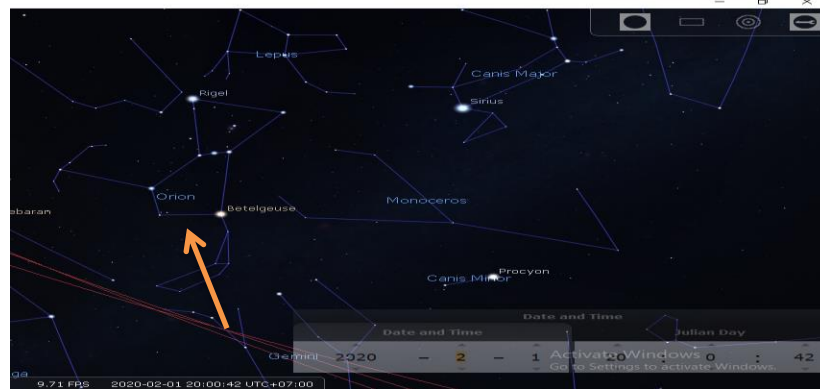 Lepus
Canis Major
Rigel
Sirius
Orion
Monoceros
ebaran
Betelgeuse
Procyon
Canis Minor
Date and Time
Date and Time
Julian Day
Gemini
2020 - 2 - 1
20 : 0 : 42
Activate Windows
Go to Settings to activate Windows.
ga
9.71 FPS 2020-02-01 20:00:42 UTC+07:00